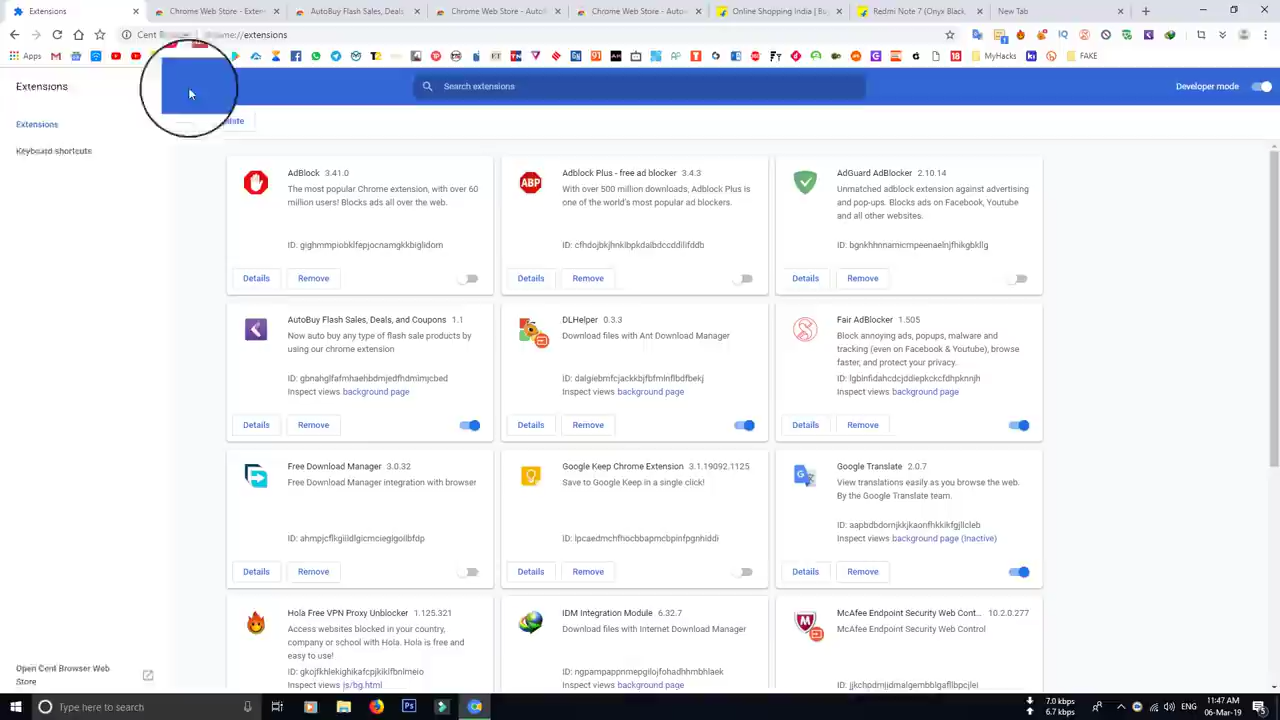 Extensions
Chrome Web Store - Exten
AutoBuy Flash Sales, Deals,
Chrome Web Store - Auto
Chrome Web Store - Auto
Online Shopping India | Bu
Redmi Note 7 (Onyx Black,
New Tab
Cent Br
://extensions
Apps
MyHacks
FAKE
Extensions
Search extensions
Developer mode
Extensions
Keyboard shortcuts
AdBlock 3.41.0
The most popular Chrome extension, with over 60
million users! Blocks ads all over the web.
ID: gighmmpiobklfepjocnamgkkbiglidom
Details Remove
Adblock Plus - free ad blocker 3.4.3
With over 500 million downloads, Adblock Plus is
one of the world's most popular ad blockers.
ID: cfhdojbkjhnklbpkdaibdccddilifddb
Details Remove
AdGuard AdBlocker 2.10.14
Unmatched adblock extension against advertising
and pop-ups. Blocks ads on Facebook, Youtube
and all other websites.
ID: bgnkhhnnamicmpeenaelnjfhikgbkllg
Details Remove
AutoBuy Flash Sales, Deals, and Coupons 1.1
Now auto buy any type of flash sale products by
using our chrome extension
ID: gbnahglfafmhaehbdmjedfhdmimjcbed
Inspect views background page
Details Remove
DLHelper 0.3.3
Download files with Ant Download Manager
ID: dalgiebmfcjackkbjfbfmlnflbdfbekj
Inspect views background page
Details Remove
Fair AdBlocker 1.505
Block annoying ads, popups, malware and
tracking (even on Facebook & Youtube), browse
faster, and protect your privacy.
ID: lgblnfidahcdcjddiepkckcfdhpknnjh
Inspect views background page
Details Remove
Free Download Manager 3.0.32
Free Download Manager integration with browser
ID: ahmpjcflkgiiidlgicmcieglgoilbfdp
Details Remove
Google Keep Chrome Extension 3.1.19092.1125
Save to Google Keep in a single click!
ID: lpcaedmchfhocbbapmcbpinfpgnhiddi
Details Remove
Google Translate 2.0.7
View translations easily as you browse the web.
By the Google Translate team.
ID: aapbdbdornjkkjkaonfhkkikfgjllcleb
Inspect views background page (Inactive)
Details Remove
Hola Free VPN Proxy Unblocker 1.125.321
Access websites blocked in your country,
company or school with Hola. Hola is free and
easy to use!
ID: gkojfkhlekighikafcpjkiklfbnlmeio
Inspect views js/bg.html
IDM Integration Module 6.32.7
Download files with Internet Download Manager
ID: ngpampappnmepgilojfohadhhmbhlaek
Inspect views background page
McAfee Endpoint Security Web Cont... 10.2.0.277
McAfee Endpoint Security Web Control
ID: jjkchpdmjjdmalgembblgafllbpcjlei
Open Cent Browser Web
Store
Type here to search
7.0 kbps
6.7 kbps
11:47 AM
06-Mar-19